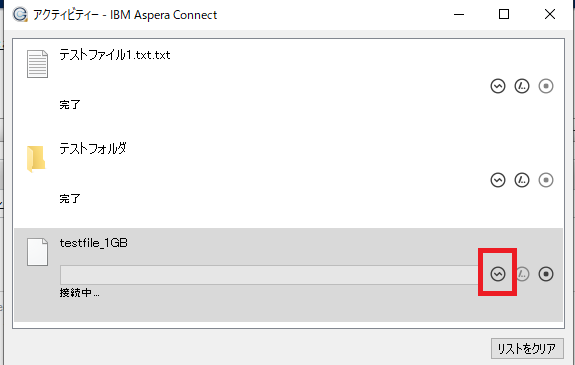 アクティビティー - IBM Aspera Connect
テストファイル1.txt.txt
完了
テストフォルダ
完了
testfile_1GB
接続中...
リストをクリア